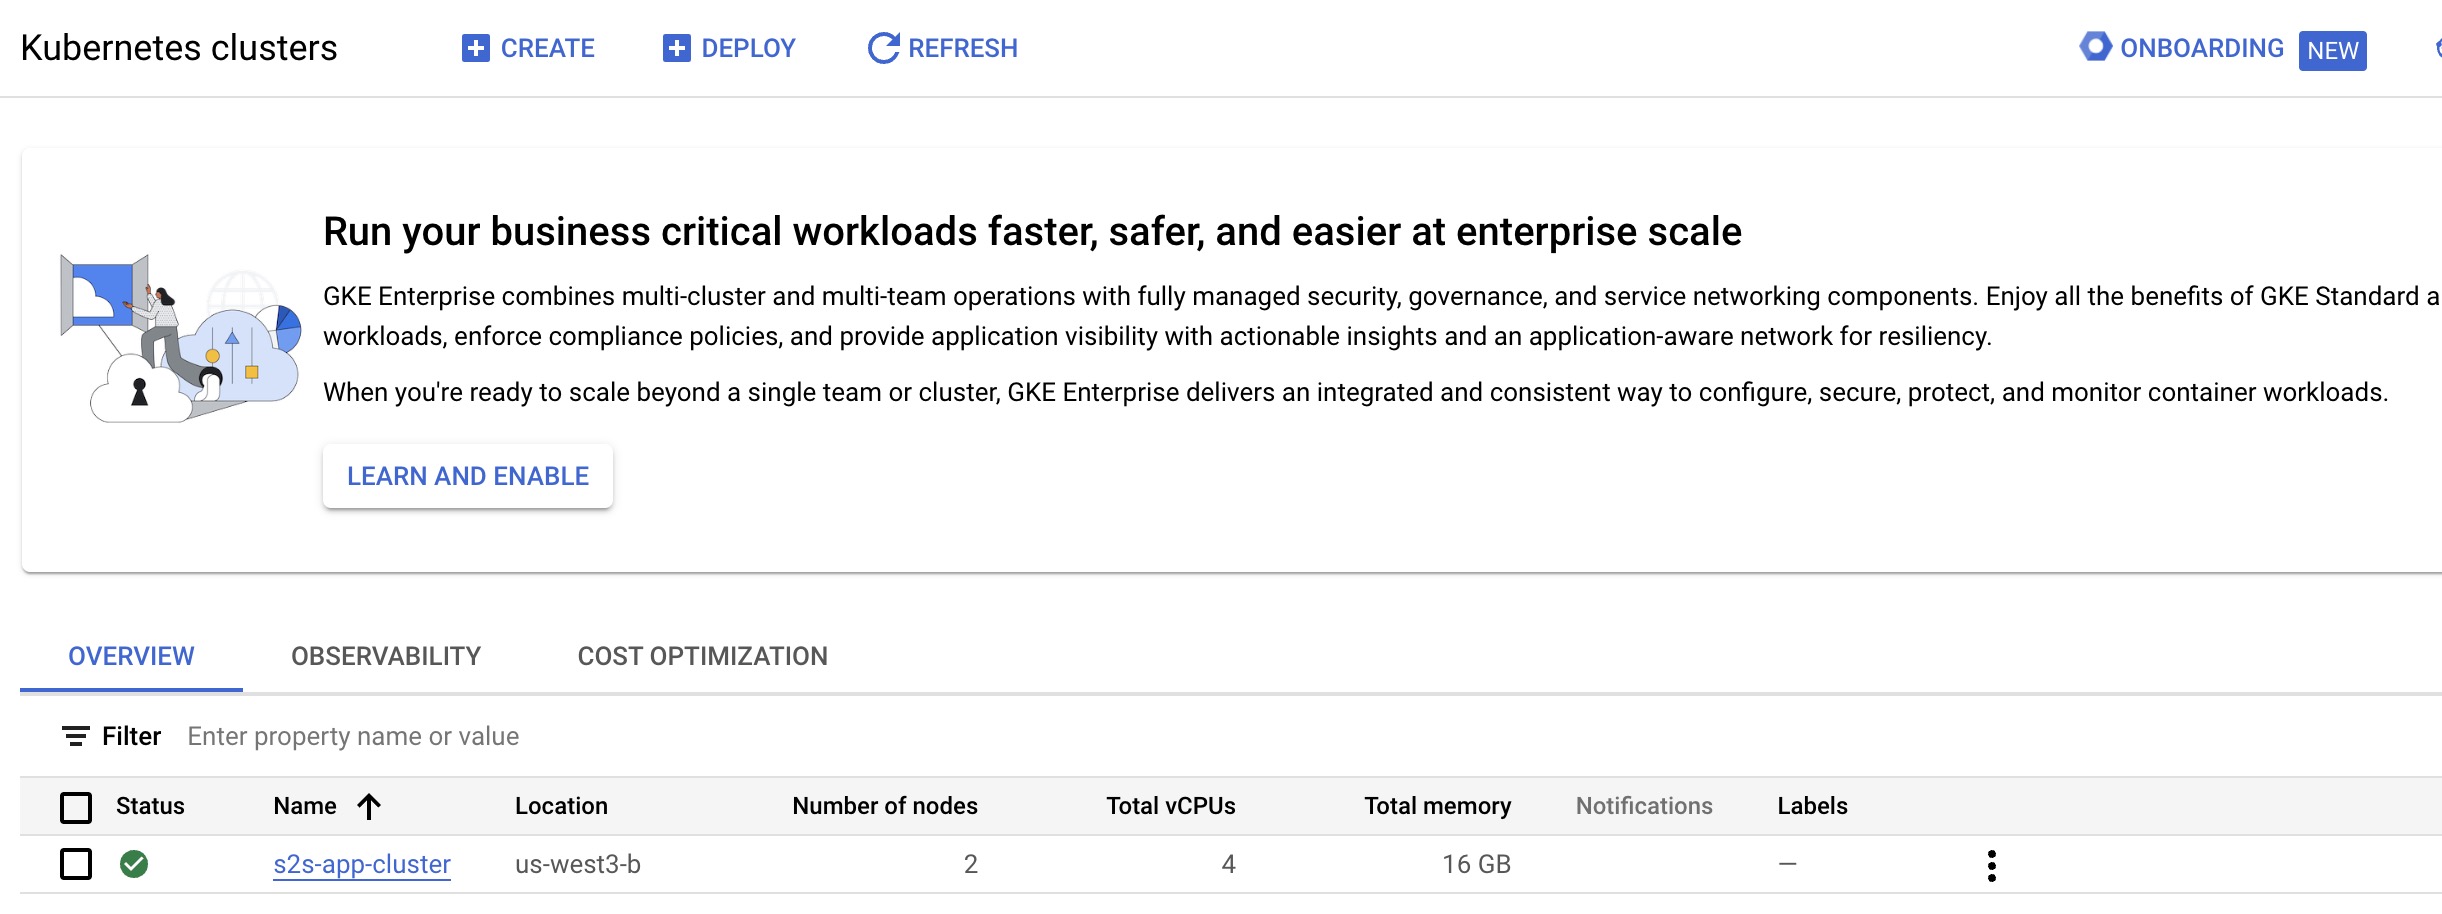 Kubernetes clusters CREATE DEPLOY REFRESH ONBOARDING NEW
Run your business critical workloads faster, safer, and easier at enterprise scale
GKE Enterprise combines multi-cluster and multi-team operations with fully managed security, governance, and service networking components. Enjoy all the benefits of GKE Standard a
workloads, enforce compliance policies, and provide application visibility with actionable insights and an application-aware network for resiliency.
When you're ready to scale beyond a single team or cluster, GKE Enterprise delivers an integrated and consistent way to configure, secure, protect, and monitor container workloads.
LEARN AND ENABLE
OVERVIEW OBSERVABILITY COST OPTIMIZATION
Filter Enter property name or value
Status Name Location Number of nodes Total vCPUs Total memory Notifications Labels
s2s-app-cluster us-west3-b 2 4 16 GB —